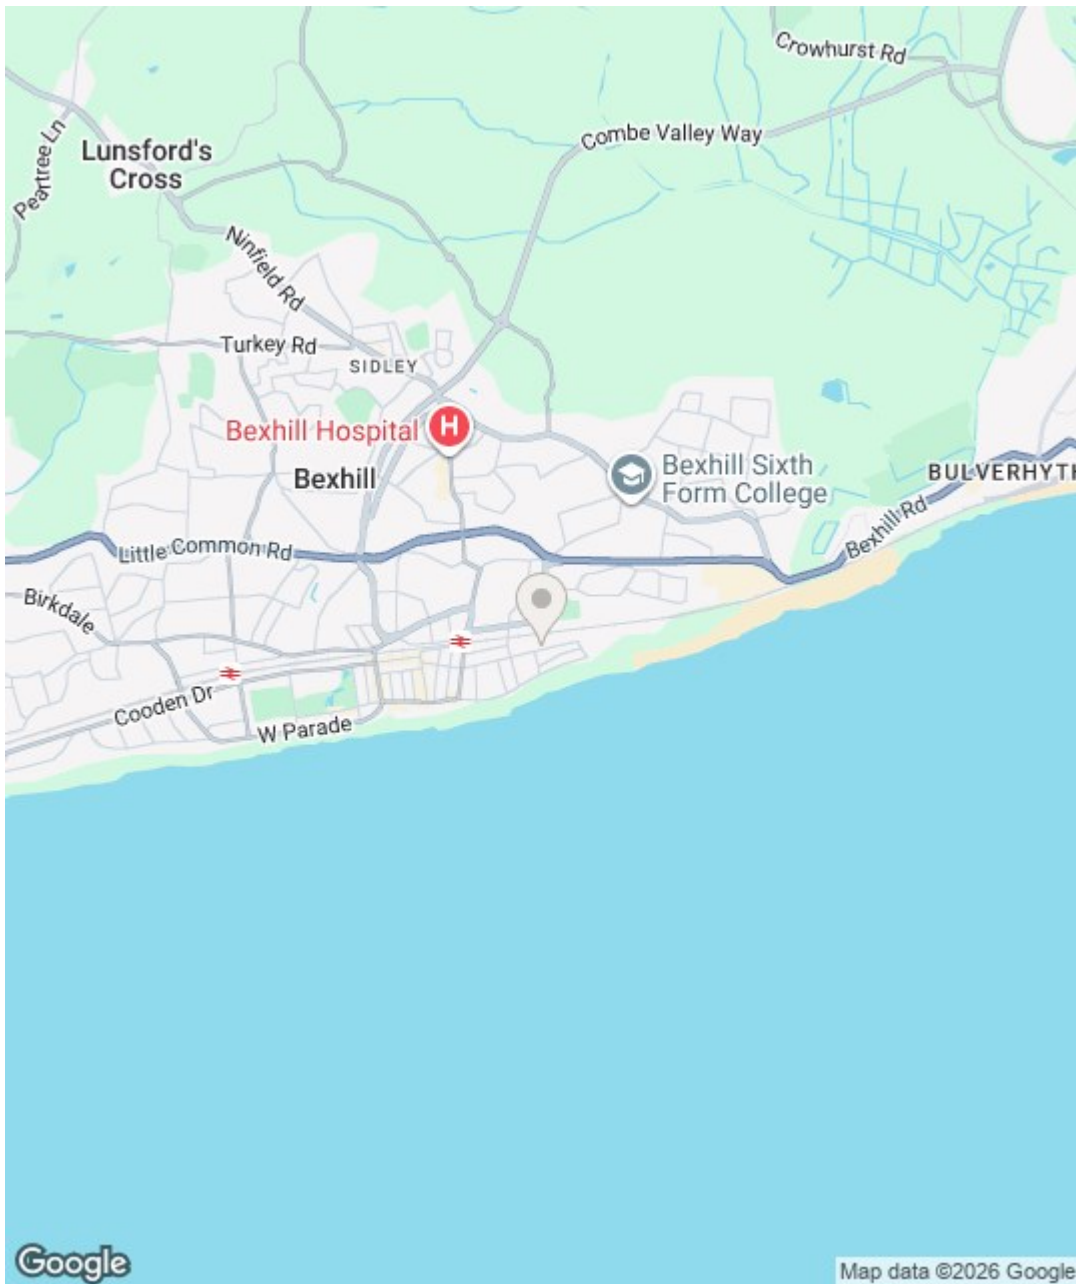 Crowhurst Rd
Combe Valley Way
Peartree Ln
Lunsford's
Cross
Ninfield Rd
Turkey Rd
SIDLEY
Bexhill Hospital
H
Bexhill
Bexhill Sixth
Form College
BULVERHYTH
Bexhill Rd
Little Common Rd
Birkdale
Cooden Dr
W Parade
Google
Map data ©2026 Google